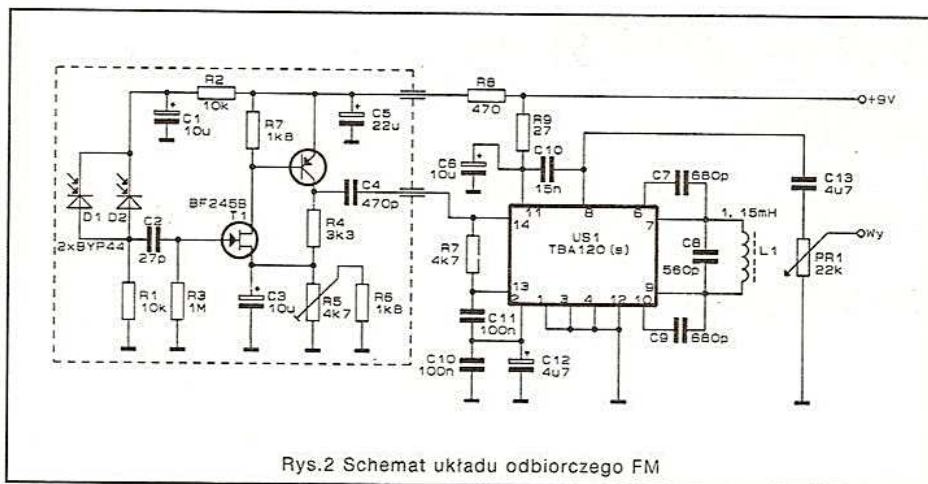 R2
10k
C1
10u
R7
1k8
C5
22u
R8
470
+9V
R9
27
C6
10u
C10
15n
C7
680p
C13
4u7
D1
D2
2xBYP44
C2
27p
BF245B
T1
C4
470p
R4
3k3
11
8
6
14
7
US1
TBA120(s)
1,15mH
C8
560p
L1
Wy
PR1
22k
R7
4k7
13
9
2
1
3
4
12
10
R1
10k
R3
1M
C3
10u
R5
4k7
R6
1k8
C11
100n
C9
680p
C10
100n
C12
4u7
Rys.2 Schemat układu odbiorczego FM